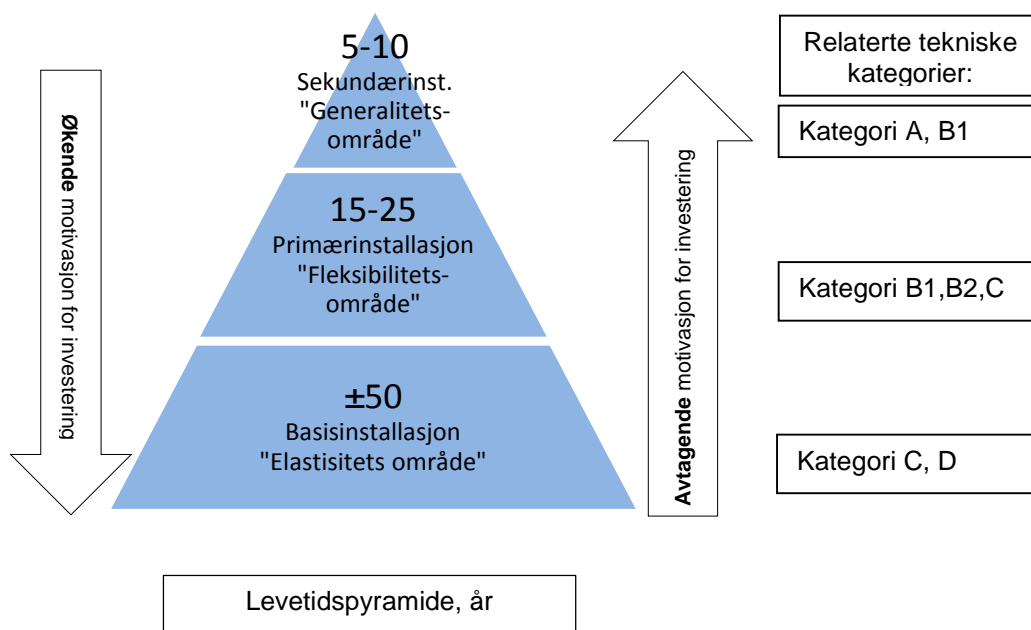 5-10
Sekundærinst.
"Generalitets-
område"
15-25
Primærinstallasjon
"Fleksibilitets-
område"
±50
Basisinstallasjon
"Elastisitets område"
Økende motivasjon for investering
Avtagende motivasjon for investering
Relaterte tekniske
kategorier:
Kategori A, B1
Kategori B1,B2,C
Kategori C, D
Levetidspyramide, år